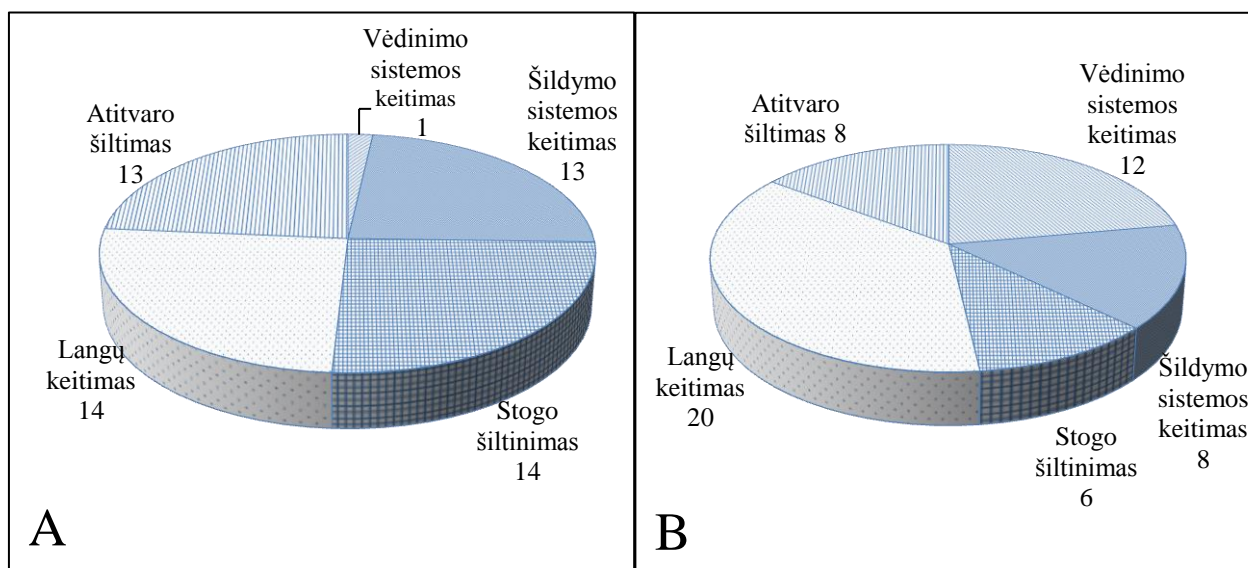 Vėdinimo
sistemos
keitimas
1
Šildymo
sistemos
keitimas
13
Atitvaro
šiltimas
13
Langų
keitimas
14
Stogo
šiltinimas
14
A
Atitvaro
šiltimas 8
Vėdinimo
sistemos
keitimas
12
Langų
keitimas
20
Šildymo
sistemos
keitimas
8
Stogo
šiltinimas
6
B